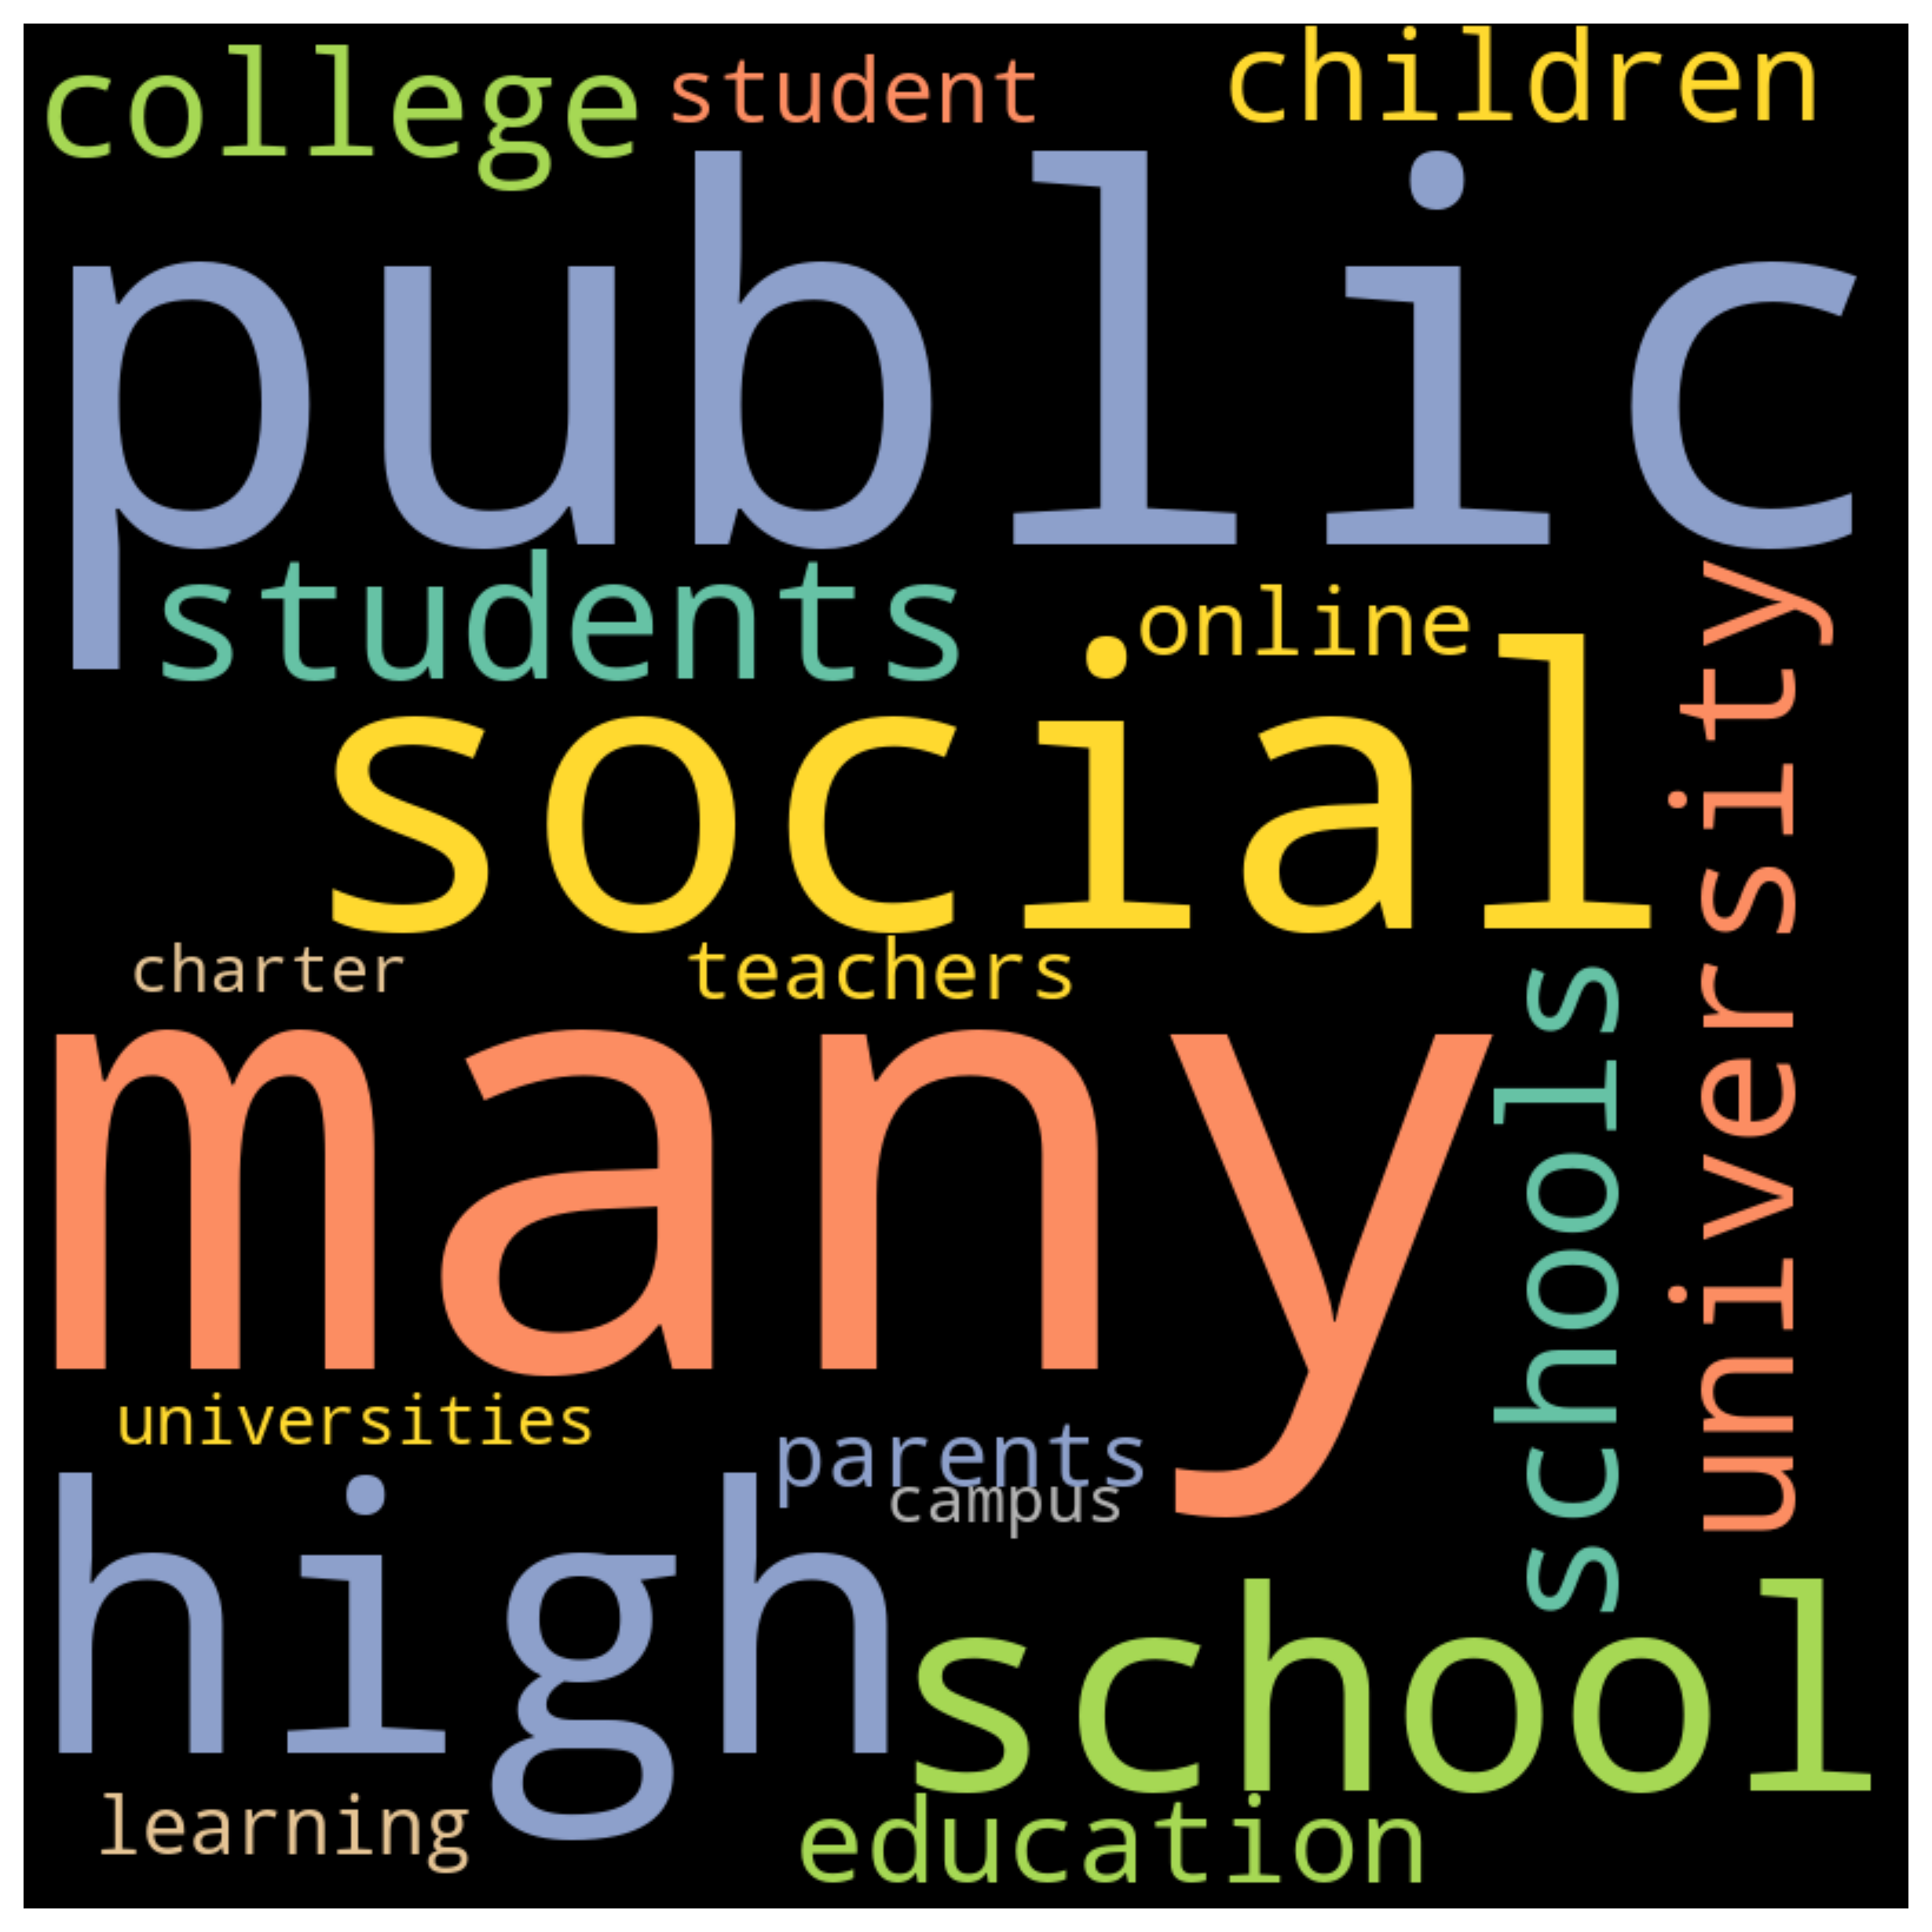 college student children
public
students online
social
university
charter teachers
schools
many
universities
parents
campus
high
school
learning
education